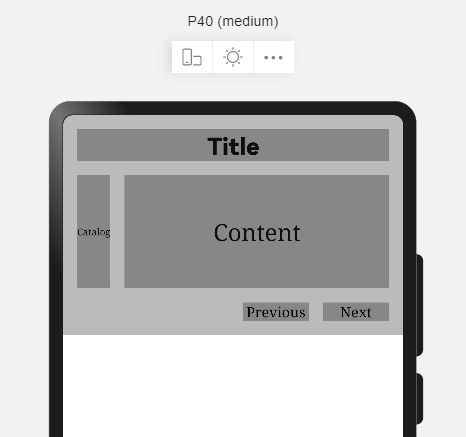 P40 (medium)
Title
Catalog
Content
Previous
Next